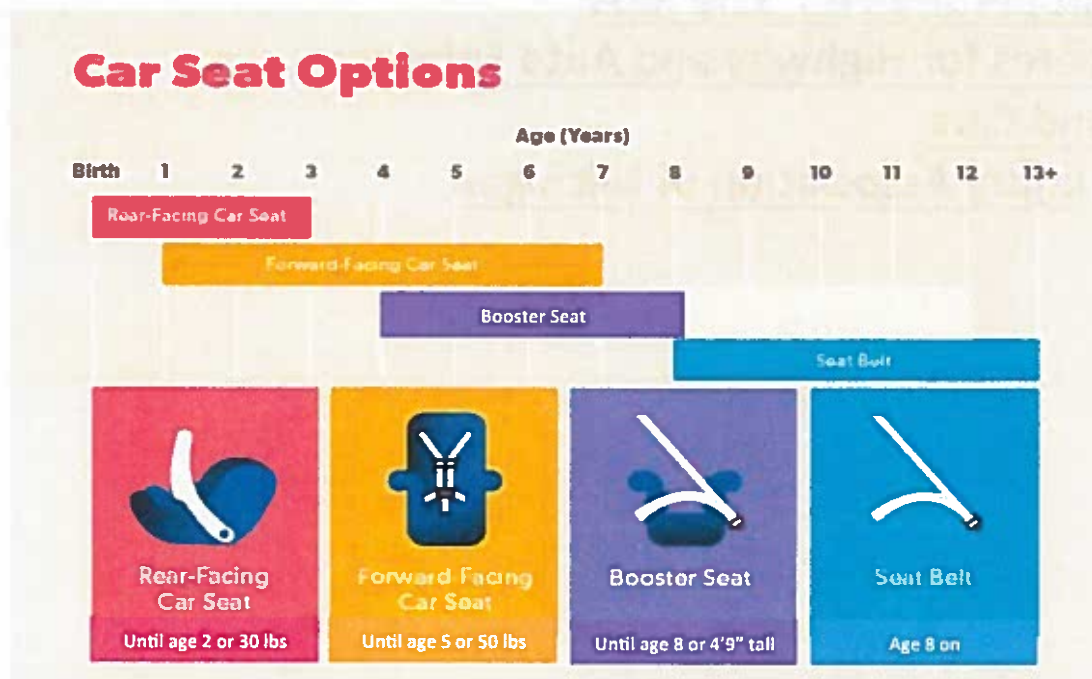 Car Seat Options
Age (Years)
Birth 1 2 3 4 5 6 7 8 9 10 11 12 13+
Rear-Facing Car Seat
Forward-Facing Car Seat
Booster Seat
Seat Belt
Rear-Facing
Car Seat
Until age 2 or 30 lbs
Forward-Facing
Car Seat
Until age 5 or 50 lbs
Booster Seat
Until age 8 or 4'9" tall
Seat Belt
Age 8 on